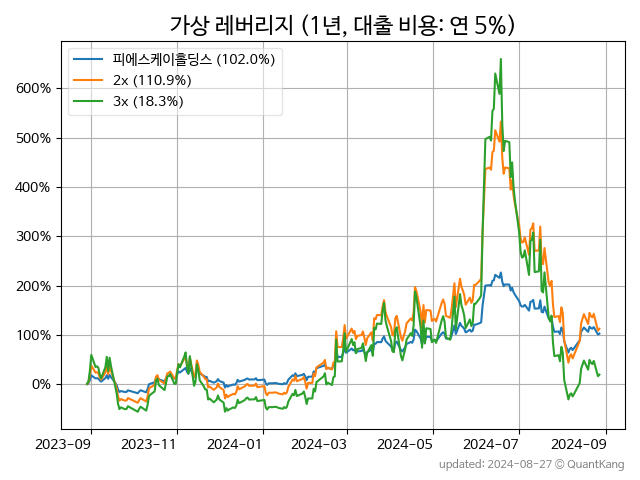 가상 레버리지 (1년, 대출 비용: 연 5%)
피에스케이홀딩스 (102.0%)
2x (110.9%)
3x (18.3%)
600%
500%
400%
300%
200%
100%
0%
2023-09 2023-11 2024-01 2024-03 2024-05 2024-07 2024-09
updated: 2024-08-27 © QuantKang